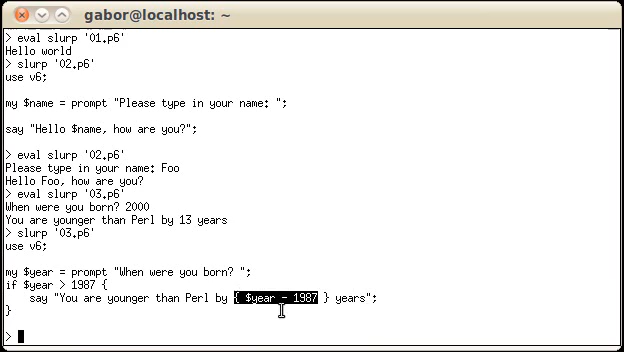 gabor@localhost: ~
> eval slurp '01.p6'
Hello world
> slurp '02.p6'
use v6;
my $name = prompt "Please type in your name: ";
say "Hello $name, how are you?";
> eval slurp '02.p6'
Please type in your name: Foo
Hello Foo, how are you?
> eval slurp '03.p6'
When were you born? 2000
You are younger than Perl by 13 years
> slurp '03.p6'
use v6;
my $year = prompt "When were you born? ";
if $year > 1987 {
    say "You are younger than Perl by { $year - 1987 } years";
}
>